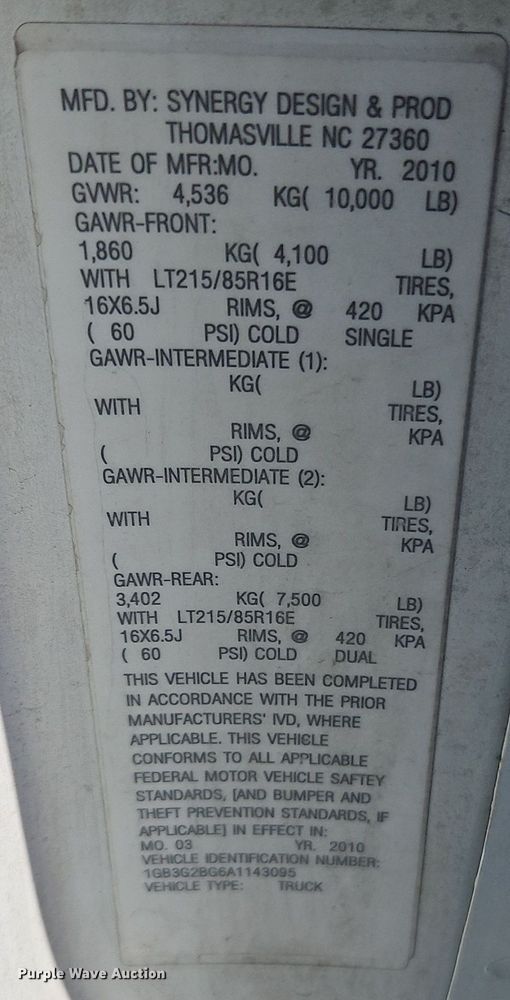 MFD. BY: SYNERGY DESIGN & PROD
THOMASVILLE NC 27360
DATE OF MFR:MO. YR. 2010
GVWR: 4,536 KG( 10,000 LB)
GAWR-FRONT:
1,860 KG( 4,100 LB)
WITH LT215/85R16E TIRES,
16X6.5J RIMS, @ 420 KPA
( 60 PSI) COLD SINGLE
GAWR-INTERMEDIATE (1):
KG( LB)
WITH TIRES,
RIMS, @ KPA
( PSI) COLD
GAWR-INTERMEDIATE (2):
KG( LB)
WITH TIRES,
RIMS, @ KPA
( PSI) COLD
GAWR-REAR:
3,402 KG( 7,500 LB)
WITH LT215/85R16E TIRES,
16X6.5J RIMS, @ 420 KPA
( 60 PSI) COLD DUAL
THIS VEHICLE HAS BEEN COMPLETED
IN ACCORDANCE WITH THE PRIOR
MANUFACTURERS' IVD, WHERE
APPLICABLE. THIS VEHICLE
CONFORMS TO ALL APPLICABLE
FEDERAL MOTOR VEHICLE SAFTEY
STANDARDS, [AND BUMPER AND
THEFT PREVENTION STANDARDS, IF
APPLICABLE] IN EFFECT IN:
MO. 03 YR. 2010
VEHICLE IDENTIFICATION NUMBER:
1GB3G2BG6A1143095
VEHICLE TYPE: TRUCK
Purple Wave Auction